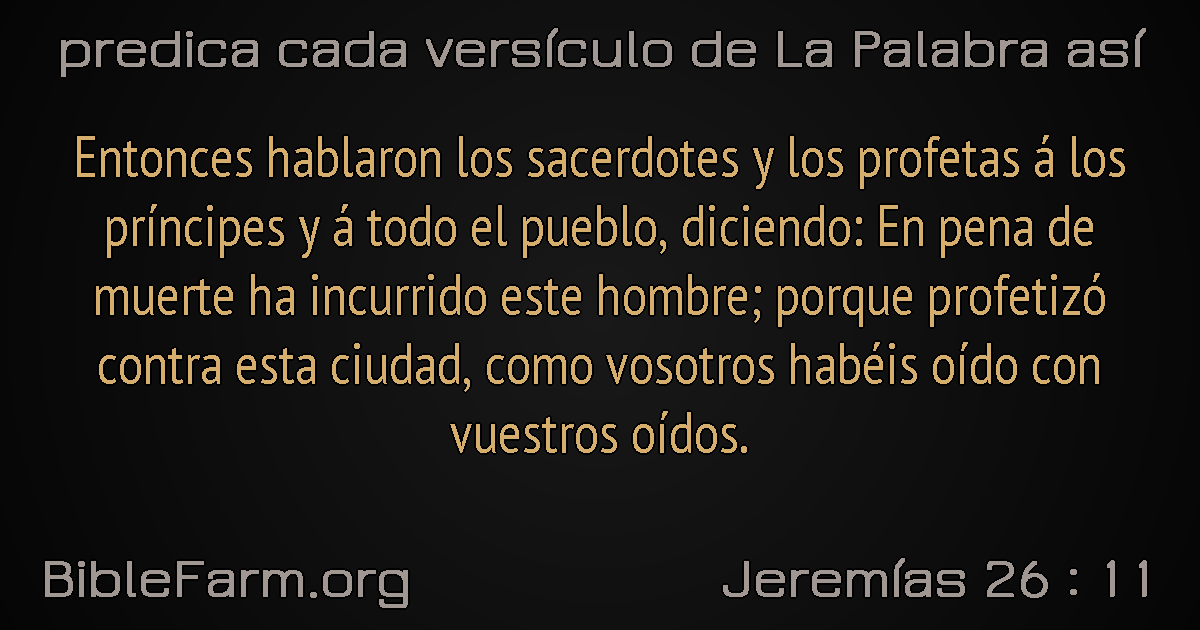 predica cada versículo de La Palabra así
Entonces hablaron los sacerdotes y los profetas á los
príncipes y á todo el pueblo, diciendo: En pena de
muerte ha incurrido este hombre; porque profetizó
contra esta ciudad, como vosotros habéis oído con
vuestros oídos.
BibleFarm.org
Jeremías 26 : 11